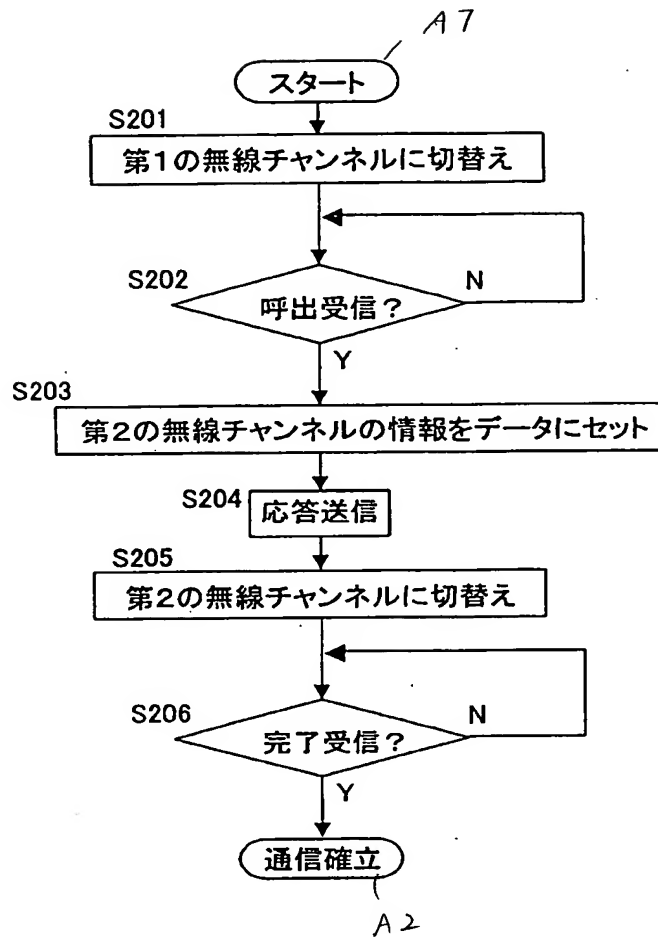 A7
スタート
S201
第1の無線チャンネルに切替え
S202
呼出受信?
N
Y
S203
第2の無線チャンネルの情報をデータにセット
S204
応答送信
S205
第2の無線チャンネルに切替え
S206
完了受信?
N
Y
通信確立
A2